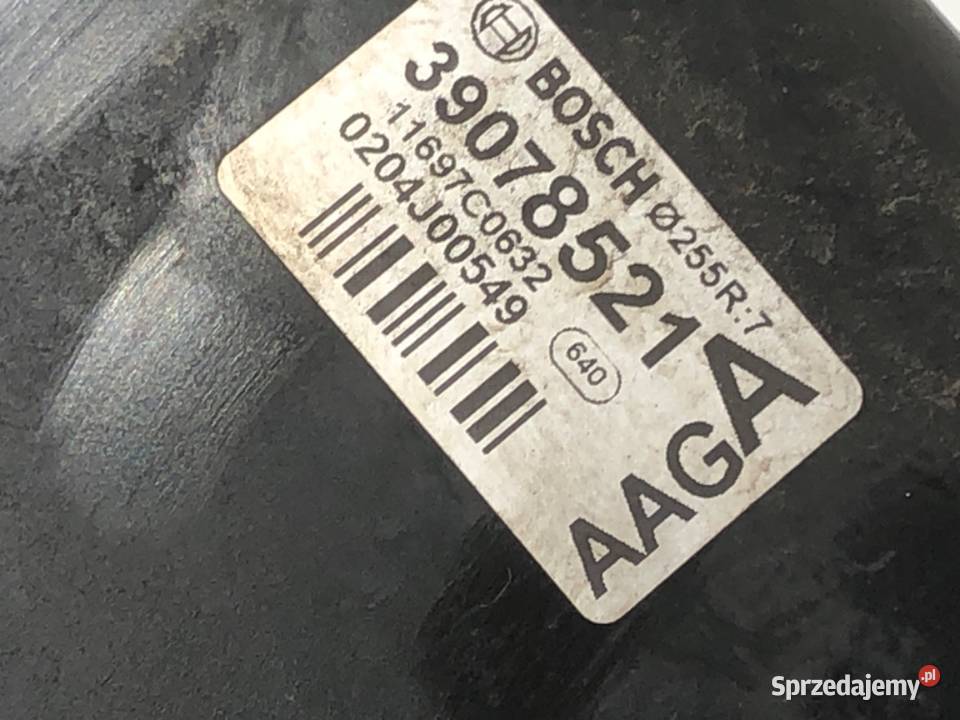 BOSCH Ø255R:7
39078521
11697C0632
0204J00549
640
AAGA
Sprzedajemy.pl